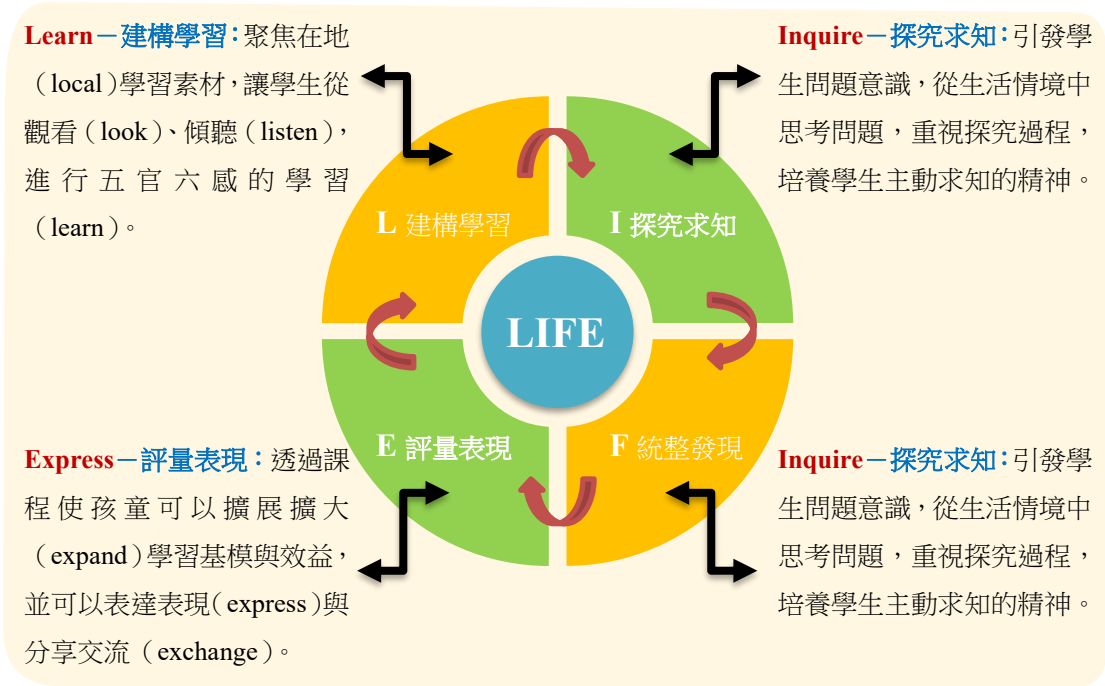 Learn－建構學習：聚焦在地
（local）學習素材，讓學生從
觀看（look）、傾聽（listen），
進行五官六感的學習
（learn）。
Inquire－探究求知：引發學
生問題意識，從生活情境中
思考問題，重視探究過程，
培養學生主動求知的精神。
L 建構學習
I 探究求知
LIFE
E 評量表現
F 統整發現
Express－評量表現：透過課
程使孩童可以擴展擴大
（expand）學習基模與效益，
並可以表達表現（express）與
分享交流（exchange）。
Inquire－探究求知：引發學
生問題意識，從生活情境中
思考問題，重視探究過程，
培養學生主動求知的精神。